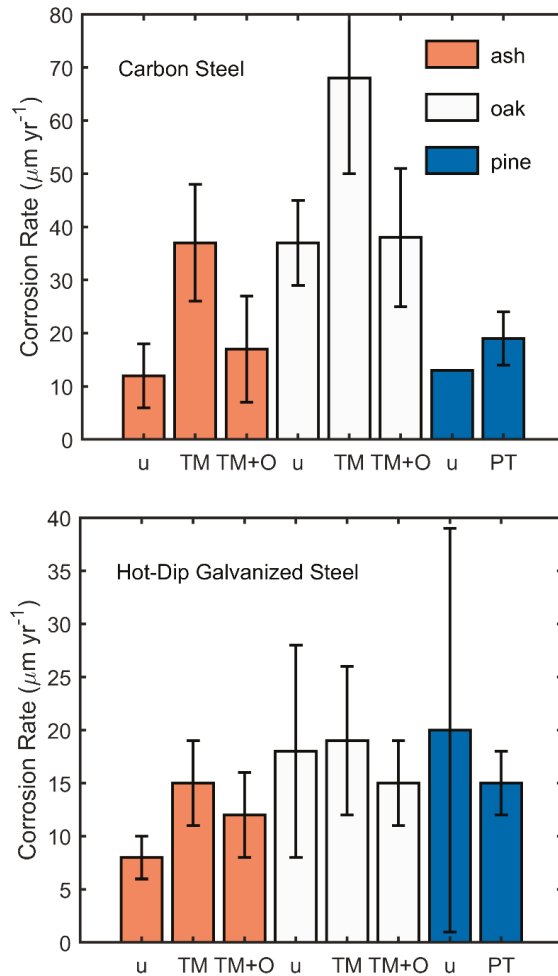 80
70
60
50
40
30
20
10
0
Corrosion Rate (μm yr⁻¹)
Carbon Steel
ash
oak
pine
u TM TM+O u TM TM+O u PT
40
35
30
25
20
15
10
5
0
Corrosion Rate (μm yr⁻¹)
Hot-Dip Galvanized Steel
u TM TM+O u TM TM+O u PT